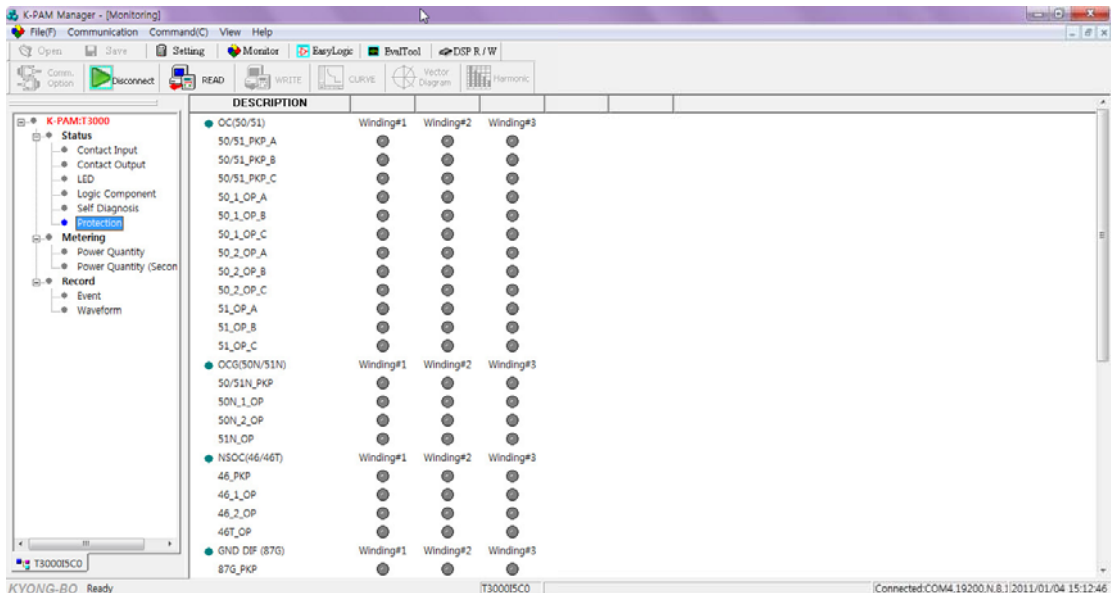 K-PAM Manager - [Monitoring]
File(F) Communication Command(C) View Help
Open Save Setting Monitor EasyLogic EvalTool DSP R / W
Comm. Option Disconnect READ WRITE CURVE Vector Diagram Harmonic
DESCRIPTION
K-PAM:T3000
Status
Contact Input
Contact Output
LED
Logic Component
Self Diagnosis
Protection
Metering
Power Quantity
Power Quantity (Secon
Record
Event
Waveform
T3000I5C0
OC(50/51) Winding#1 Winding#2 Winding#3
50/51_PKP_A
50/51_PKP_B
50/51_PKP_C
50_1_OP_A
50_1_OP_B
50_1_OP_C
50_2_OP_A
50_2_OP_B
50_2_OP_C
51_OP_A
51_OP_B
51_OP_C
OCG(50N/51N) Winding#1 Winding#2 Winding#3
50/51N_PKP
50N_1_OP
50N_2_OP
51N_OP
NSOC(46/46T) Winding#1 Winding#2 Winding#3
46_PKP
46_1_OP
46_2_OP
46T_OP
GND DIF (87G) Winding#1 Winding#2 Winding#3
87G_PKP
KYONG-BO Ready T3000I5C0 Connected:COM4,19200,N,8,1 2011/01/04 15:12:46